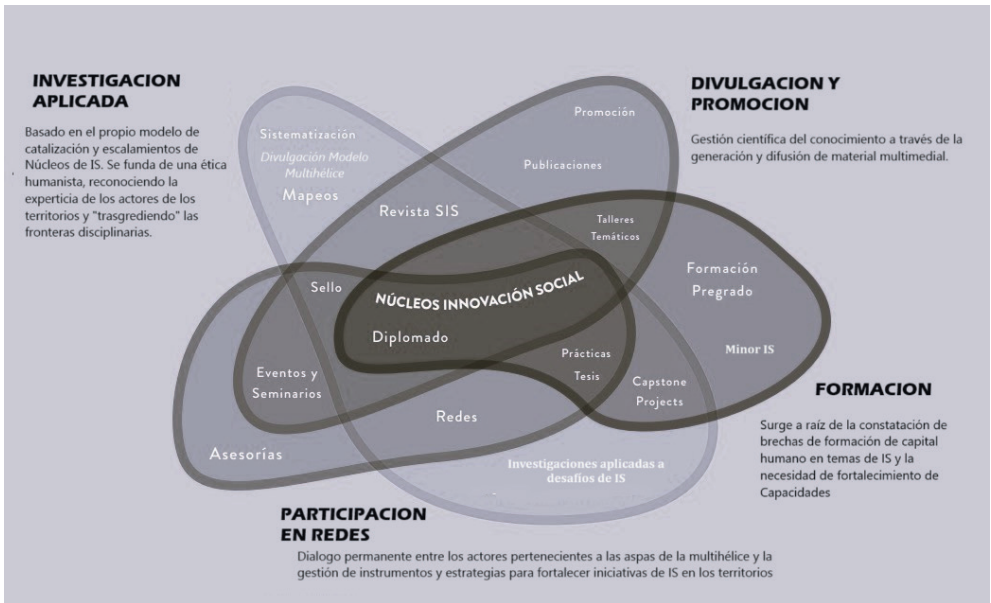 INVESTIGACION
APLICADA
Basado en el propio modelo de
catalización y escalamientos de
Núcleos de IS. Se funda de una ética
humanista, reconociendo la
experticia de los actores de los
territorios y "trasgrediendo" las
fronteras disciplinarias.
DIVULGACION Y
PROMOCION
Gestión científica del conocimiento a través de la
generación y difusión de material multimedial.
Sistematización
Divulgación Modelo
Multihélice
Mapeos
Promoción
Publicaciones
Revista SIS
Talleres
Temáticos
Formación
Pregrado
Minor IS
Sello
NÚCLEOS INNOVACIÓN SOCIAL
Diplomado
Prácticas
Tesis
Capstone
Projects
Eventos y
Seminarios
Redes
Asesorías
Investigaciones aplicadas a
desafíos de IS
FORMACION
Surge a raíz de la constatación de
brechas de formación de capital
humano en temas de IS y la
necesidad de fortalecimiento de
Capacidades
PARTICIPACION
EN REDES
Dialogo permanente entre los actores pertenecientes a las aspas de la multihélice y la
gestión de instrumentos y estrategias para fortalecer iniciativas de IS en los territorios